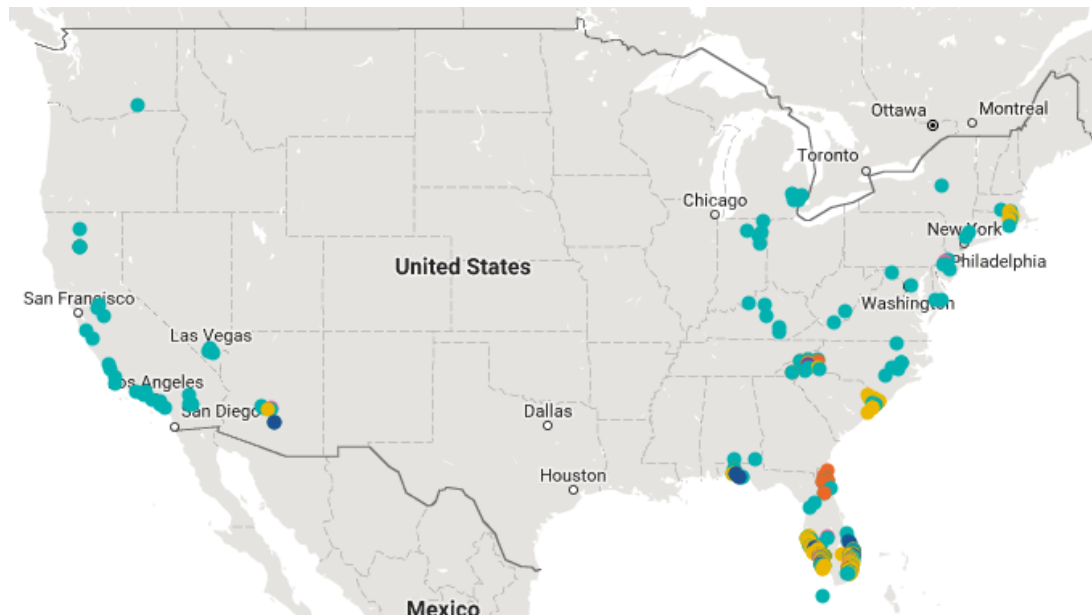 Ottawa
Montreal
Toronto
Chicago
New York
Philadelphia
United States
San Francisco
Washington
Las Vegas
Los Angeles
San Diego
Dallas
Houston
Mexico